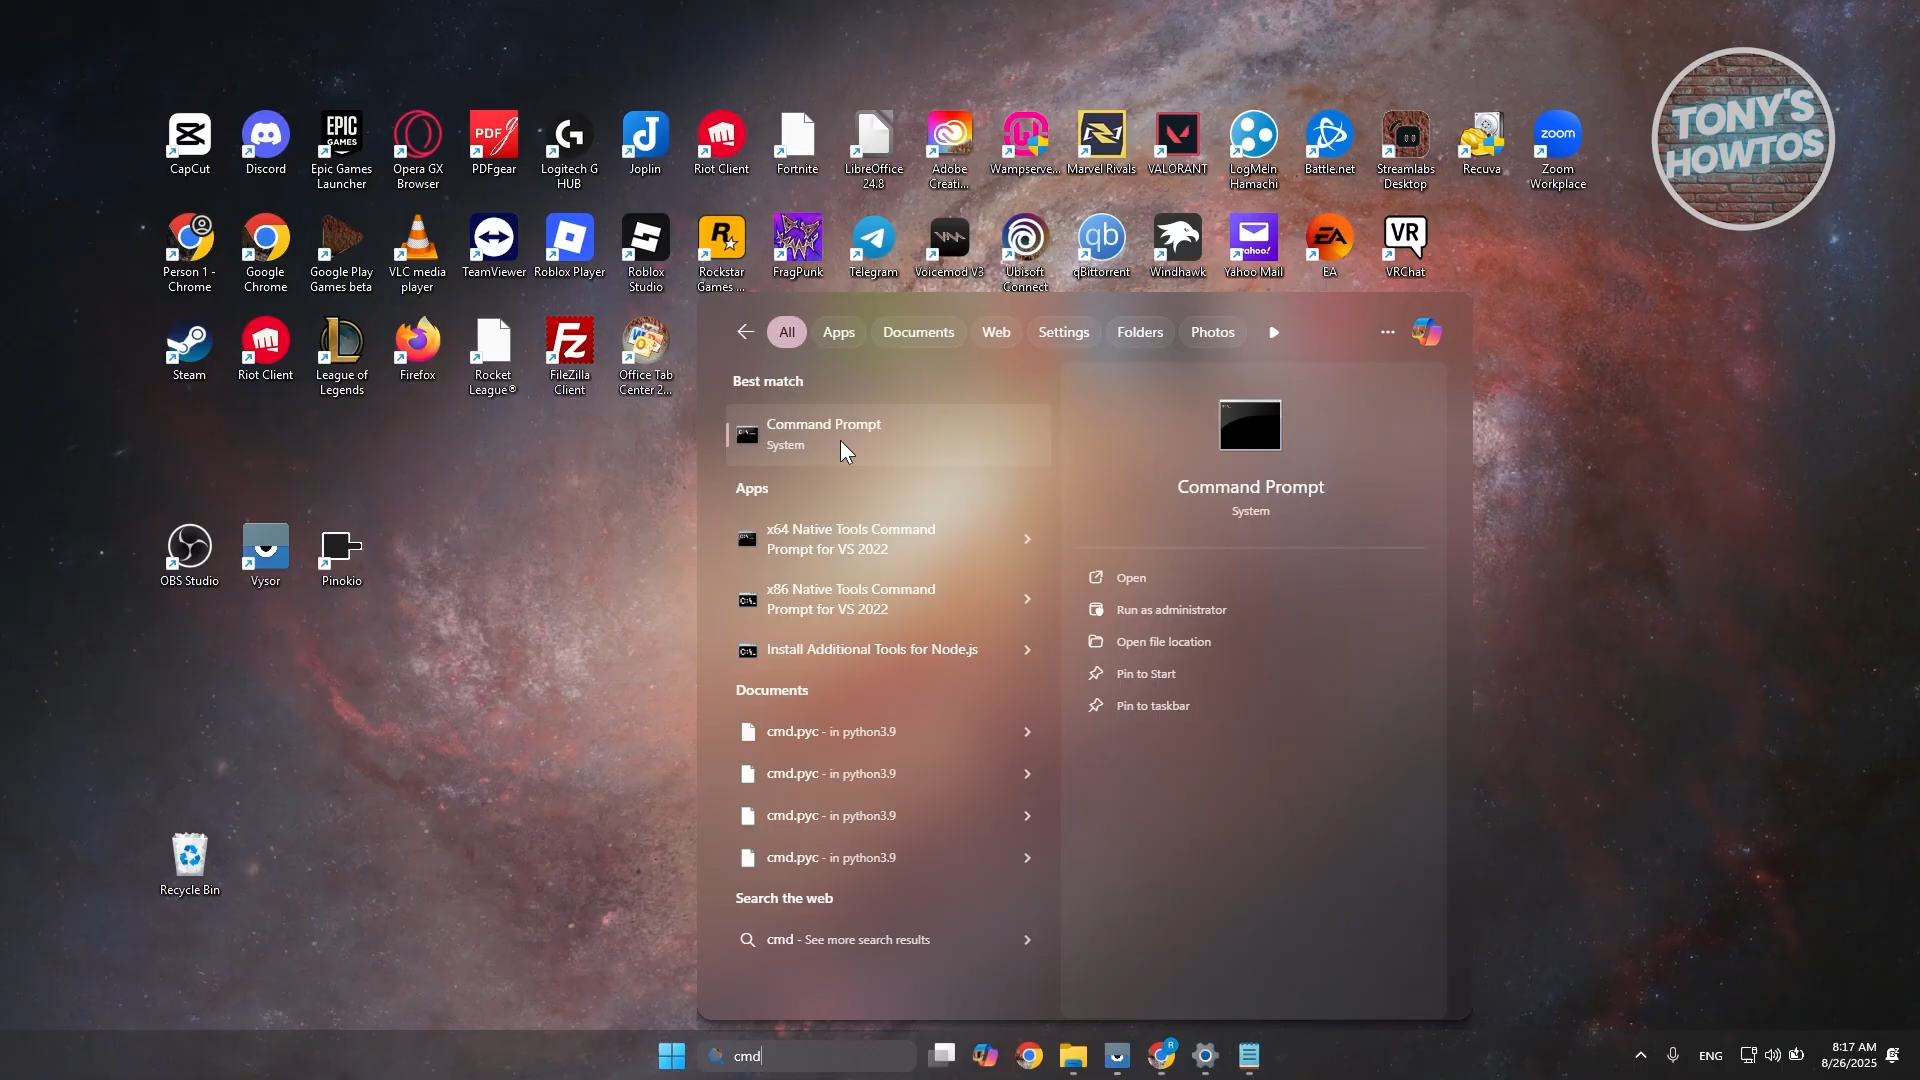 TONY'S
HOWTOS
CapCut
Discord
EPIC
GAMES
Epic Games
Launcher
Opera GX
Browser
PDF
PDFgear
Logitech G
HUB
Joplin
Riot Client
Fortnite
LibreOffice
24.8
Adobe
Creati...
Wampserve...
Marvel Rivals
VALORANT
LogMeIn
Hamachi
Battle.net
Streamlabs
Desktop
Recuva
zoom
Zoom
Workplace
Person 1 -
Chrome
Google
Chrome
Google Play
Games beta
VLC media
player
TeamViewer
Roblox Player
Roblox
Studio
Rockstar
Games ...
FragPunk
Telegram
Voicemod V3
Ubisoft
Connect
qb
qBittorrent
Windhawk
yahoo!
Yahoo Mail
EA
EA
VR
VRChat
Steam
Riot Client
League of
Legends
Firefox
Rocket
League®
Fz
FileZilla
Client
Office Tab
Center 2...
OBS Studio
Vysor
Pinokio
Recycle Bin
All
Apps
Documents
Web
Settings
Folders
Photos
Best match
Command Prompt
System
Apps
x64 Native Tools Command
Prompt for VS 2022
x86 Native Tools Command
Prompt for VS 2022
Install Additional Tools for Node.js
Documents
cmd.pyc - in python3.9
cmd.pyc - in python3.9
cmd.pyc - in python3.9
cmd.pyc - in python3.9
Search the web
cmd - See more search results
Command Prompt
System
Open
Run as administrator
Open file location
Pin to Start
Pin to taskbar
cmd
ENG
8:17 AM
8/26/2025